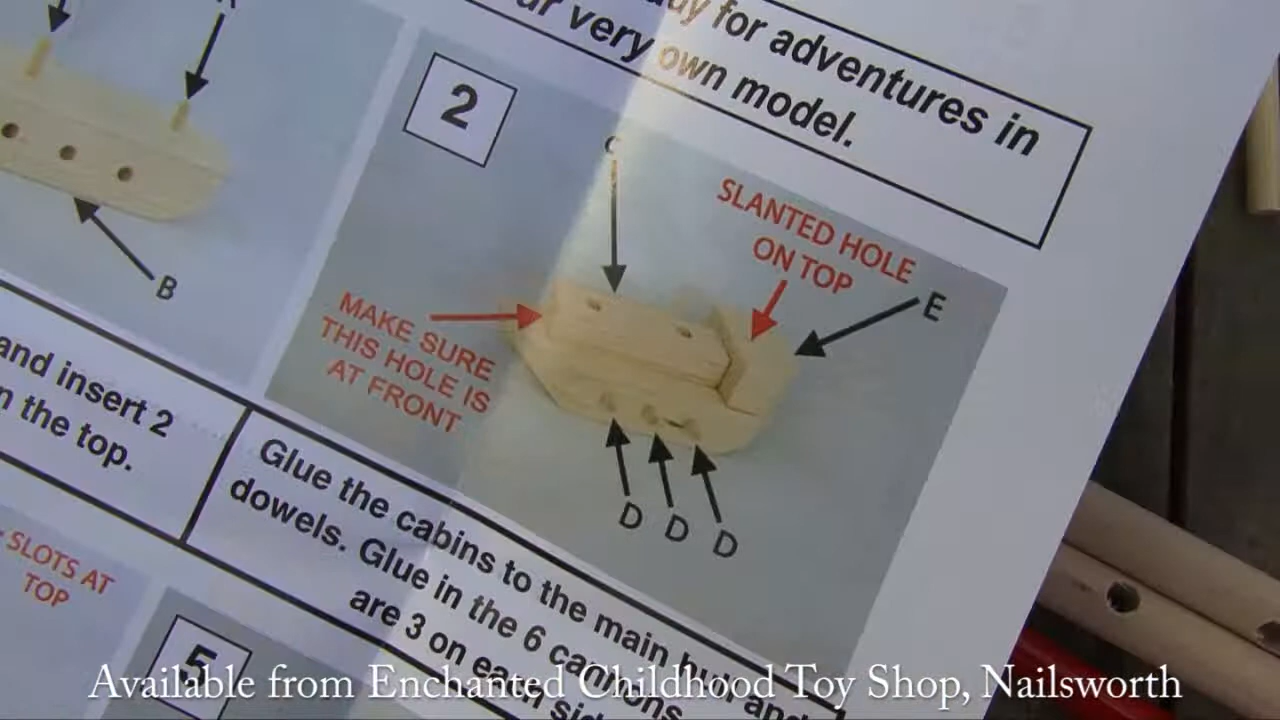 for adventures in
very own model.
2
C
SLANTED HOLE
ON TOP
E
MAKE SURE
THIS HOLE IS
AT FRONT
B
D D D
and insert 2
the top.
Glue the cabins to the main hull and
dowels. Glue in the 6 cannons.
are 3 on each
SLOTS AT
TOP
5
Available from Enchanted Childhood Toy Shop, Nailsworth